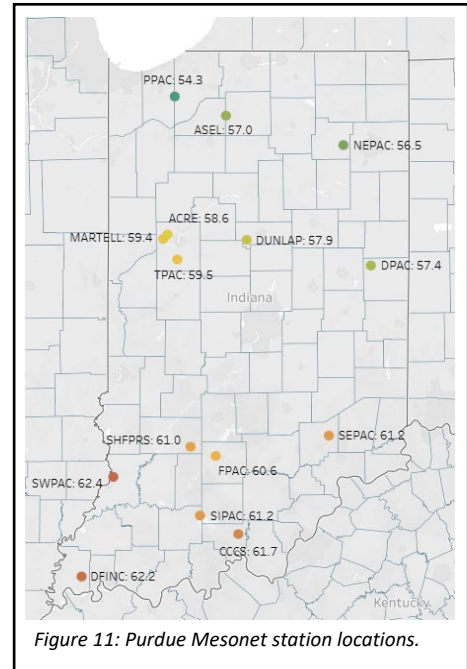 PPAC: 54.3
ASEL: 57.0
NEPAC: 56.5
ACRE: 58.6
MARTELL: 59.4
DUNLAP: 57.9
TPAC: 59.5
DPAC: 57.4
Indiana
SHFPRS: 61.0
SEPAC: 61.2
FPAC: 60.6
SWPAC: 62.4
SIPAC: 61.2
CCCS: 61.7
DFINC: 62.2
Kentucky
Figure 11: Purdue Mesonet station locations.